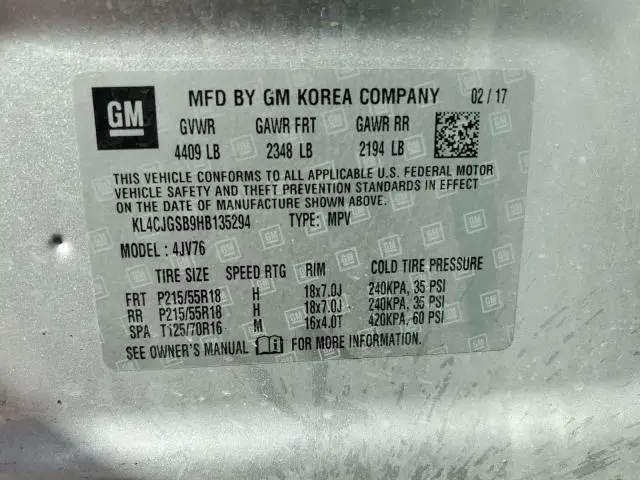 GM MFD BY GM KOREA COMPANY 02 / 17
GVWR GAWR FRT GAWR RR
4409 LB 2348 LB 2194 LB
THIS VEHICLE CONFORMS TO ALL APPLICABLE U.S. FEDERAL MOTOR
VEHICLE SAFETY AND THEFT PREVENTION STANDARDS IN EFFECT
ON THE DATE OF MANUFACTURE SHOWN ABOVE.
KL4CJGSB9HB135294 TYPE: MPV
MODEL: 4JV76
TIRE SIZE SPEED RTG RIM COLD TIRE PRESSURE
FRT P215/55R18 H 18x7.0J 240KPA, 35 PSI
RR P215/55R18 H 18x7.0J 240KPA, 35 PSI
SPA T125/70R16 M 16x4.0T 420KPA, 60 PSI
SEE OWNER'S MANUAL FOR MORE INFORMATION.